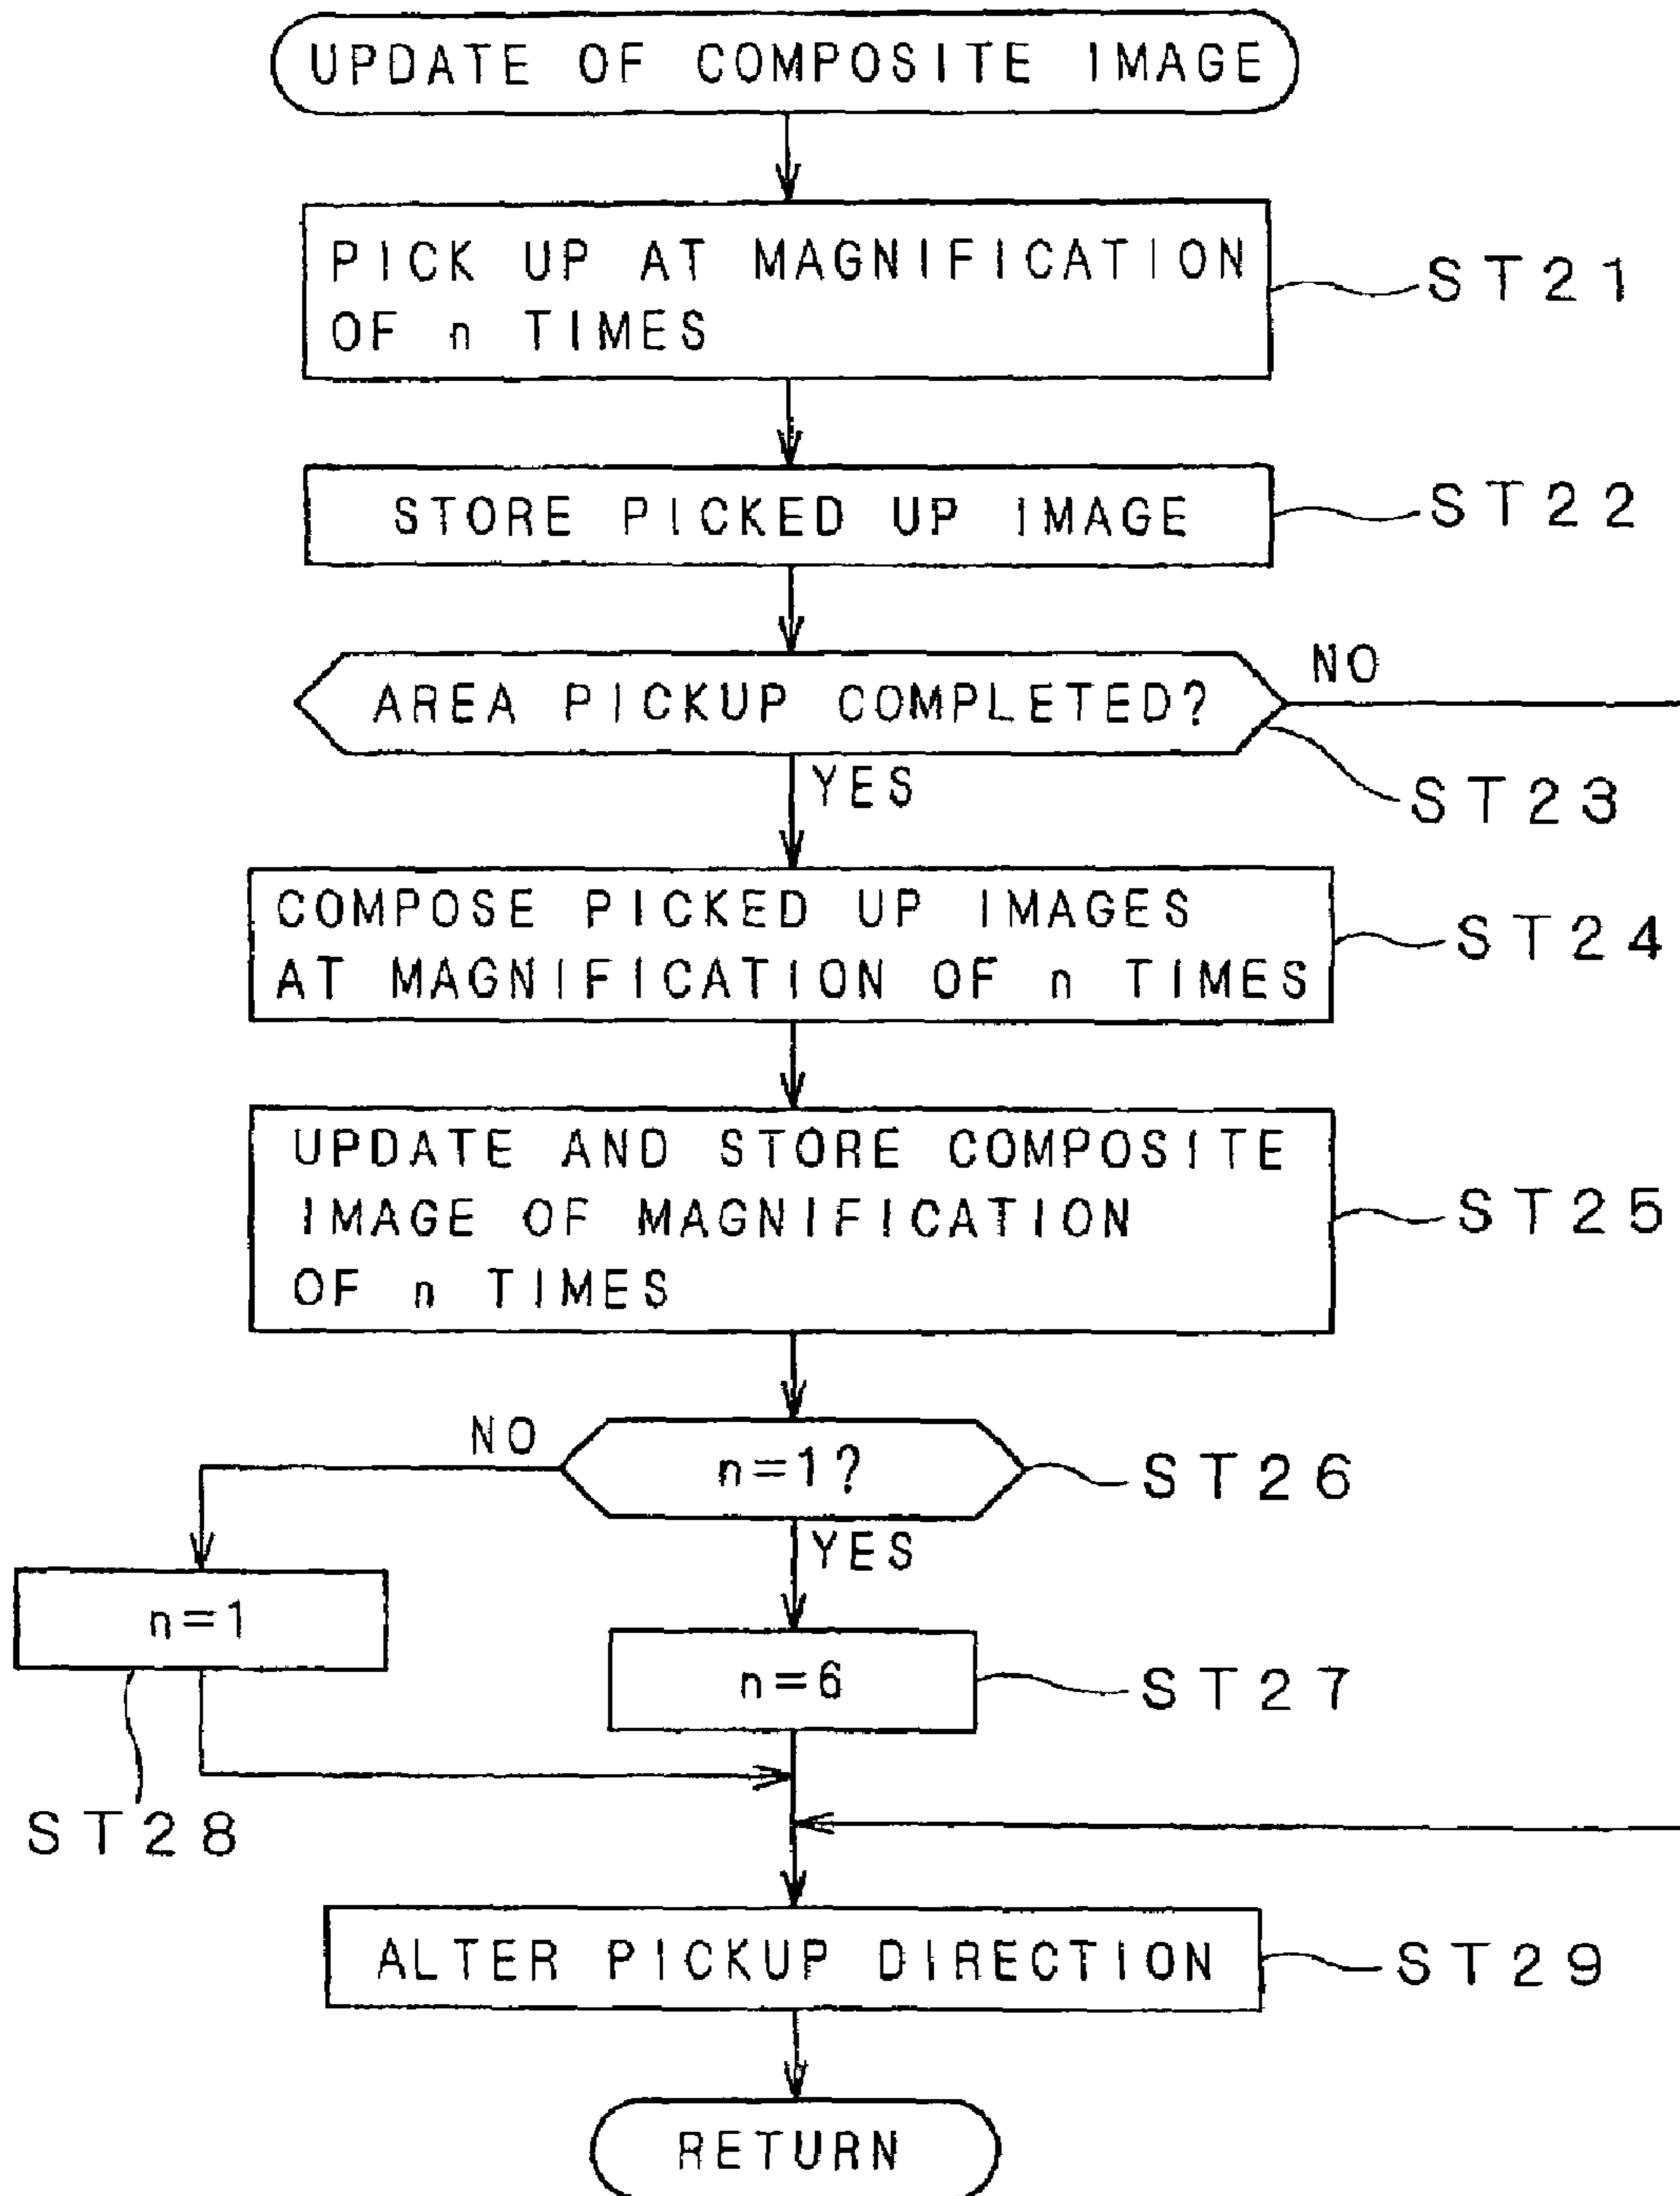 UPDATE OF COMPOSITE IMAGE
PICK UP AT MAGNIFICATION
OF n TIMES
ST21
STORE PICKED UP IMAGE
ST22
AREA PICKUP COMPLETED?
NO
YES
ST23
COMPOSE PICKED UP IMAGES
AT MAGNIFICATION OF n TIMES
ST24
UPDATE AND STORE COMPOSITE
IMAGE OF MAGNIFICATION
OF n TIMES
ST25
NO
n=1?
ST26
YES
n=1
n=6
ST27
ST28
ALTER PICKUP DIRECTION
ST29
RETURN